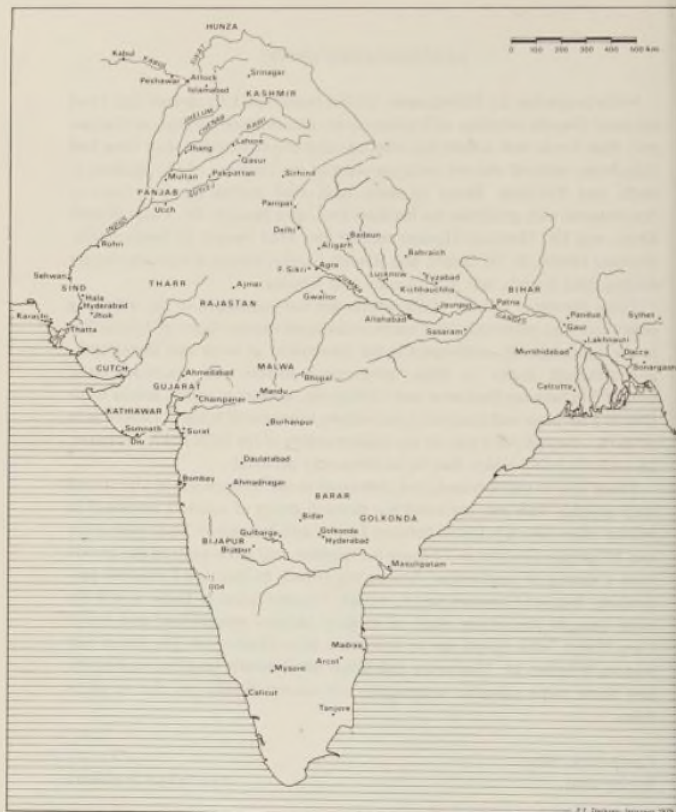 HUNZA
0 100 200 300 400 500 km
Kabul
KABUL
SWAT
Peshawar
Attock
Islamabad
Srinagar
KASHMIR
JHELUM
CHENAB
RAVI
Lahore
Jhang
Qasur
Multan
Pakpattan
Sirhind
PANJAB
SUTLEJ
Ucch
Panipat
INDUS
Delhi
Rohri
Aligarh
Badaun
Bahraich
Sehwan
F. Sikri
Agra
Lucknow
Fyzabad
SIND
THARR
Ajmer
JUMNA
Kichhauchha
BIHAR
Hala
RAJASTAN
Gwalior
Jaunpur
Patna
Hyderabad
Pandua
Sylhet
Karachi
Jhok
Allahabad
GANGES
Gaur
Thatta
Sasaram
Lakhnauti
CUTCH
MALWA
Murshidabad
Dacca
Ahmedabad
Bhopal
Sonargaon
GUJARAT
Champaner
Mandu
Calcutta
KATHIAWAR
Burhanpur
Somnath
Surat
Diu
Daulatabad
Bombay
Ahmadnagar
BARAR
Bidar
GOLKONDA
Gulbarga
Golkonda
BIJAPUR
Hyderabad
Bijapur
Masulipatam
GOA
Madras
Arcot
Mysore
Calicut
Tanjore